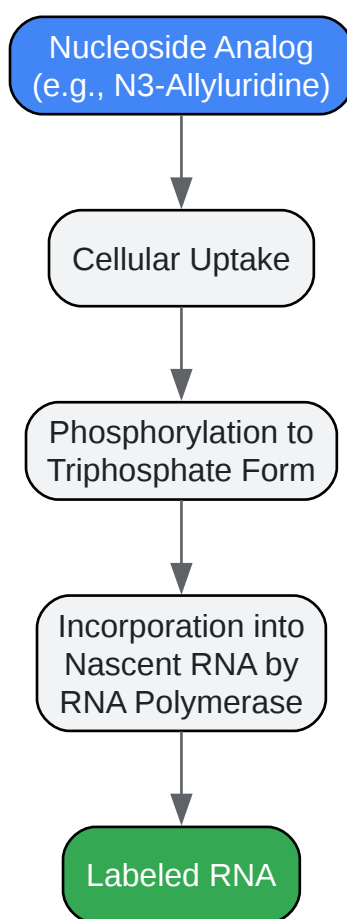 Nucleoside Analog
(e.g., N3-Allyluridine)
Cellular Uptake
Phosphorylation to
Triphosphate Form
Incorporation into
Nascent RNA by
RNA Polymerase
Labeled RNA